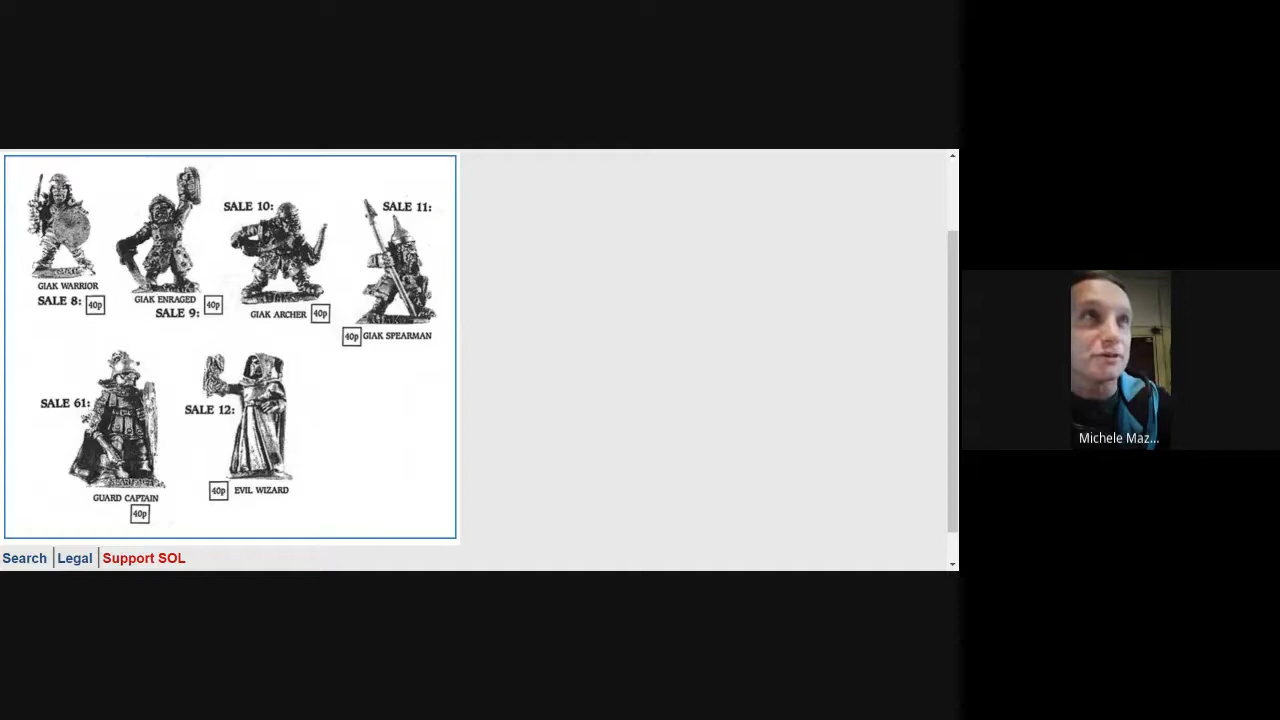 SALE 10:
SALE 11:
GIAK WARRIOR
SALE 8: 40p
GIAK ENRAGED 40p
SALE 9:
GIAK ARCHER 40p
40p GIAK SPEARMAN
SALE 61:
SALE 12:
40p EVIL WIZARD
GUARD CAPTAIN
40p
Search Legal Support SOL
Michele Maz...